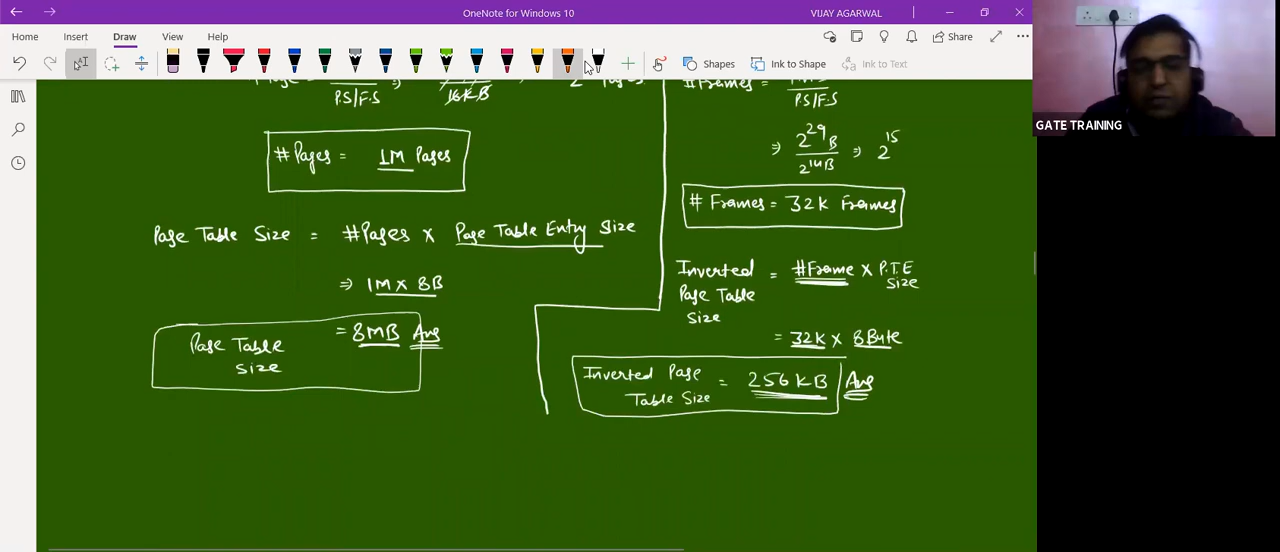 OneNote for Windows 10
VIJAY AGARWAL
Home
Insert
Draw
View
Help
Share
Shapes
Ink to Shape
Ink to Text
GATE TRAINING
P.S/F.S
16KB
Pages
# Pages = 1M Pages
Page Table Size = #Pages × Page Table Entry Size
⇒ 1M × 8B
= 8MB Ans
Page Table
Size
#Frames =
P.S/F.S
⇒ 2^29 B / 2^14 B ⇒ 2^15
# Frames = 32K Frames
Inverted
Page Table
Size
= #Frame × P.T.E
Size
= 32K × 8Byte
Inverted Page
Table Size
= 256 KB Ans